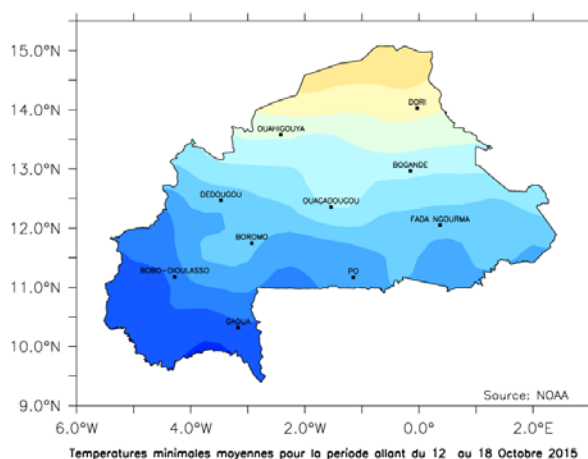 15.0°N
14.0°N
13.0°N
12.0°N
11.0°N
10.0°N
9.0°N
DORI
OUAHIGOUYA
BOGANDE
DEDOUGOU
OUAGADOUGOU
FADA NGOURMA
BOROMO
BOBO-DIOULASSO
PO
GAOUA
Source: NOAA
6.0°W 4.0°W 2.0°W 0.0° 2.0°E
Temperatures minimales moyennes pour la periode allant du 12 au 18 Octobre 2015